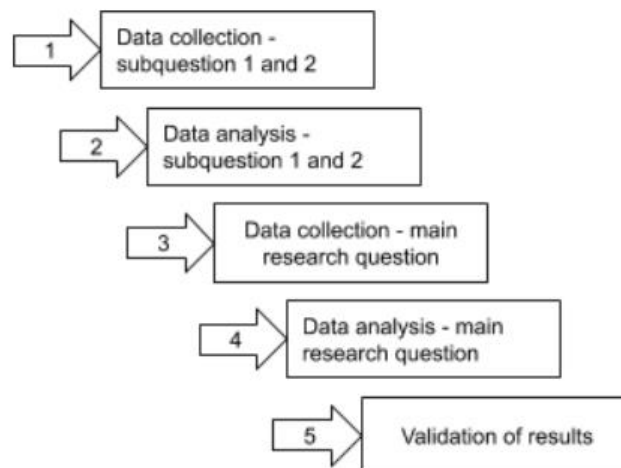 1
Data collection -
subquestion 1 and 2
2
Data analysis -
subquestion 1 and 2
3
Data collection - main
research question
4
Data analysis - main
research question
5
Validation of results